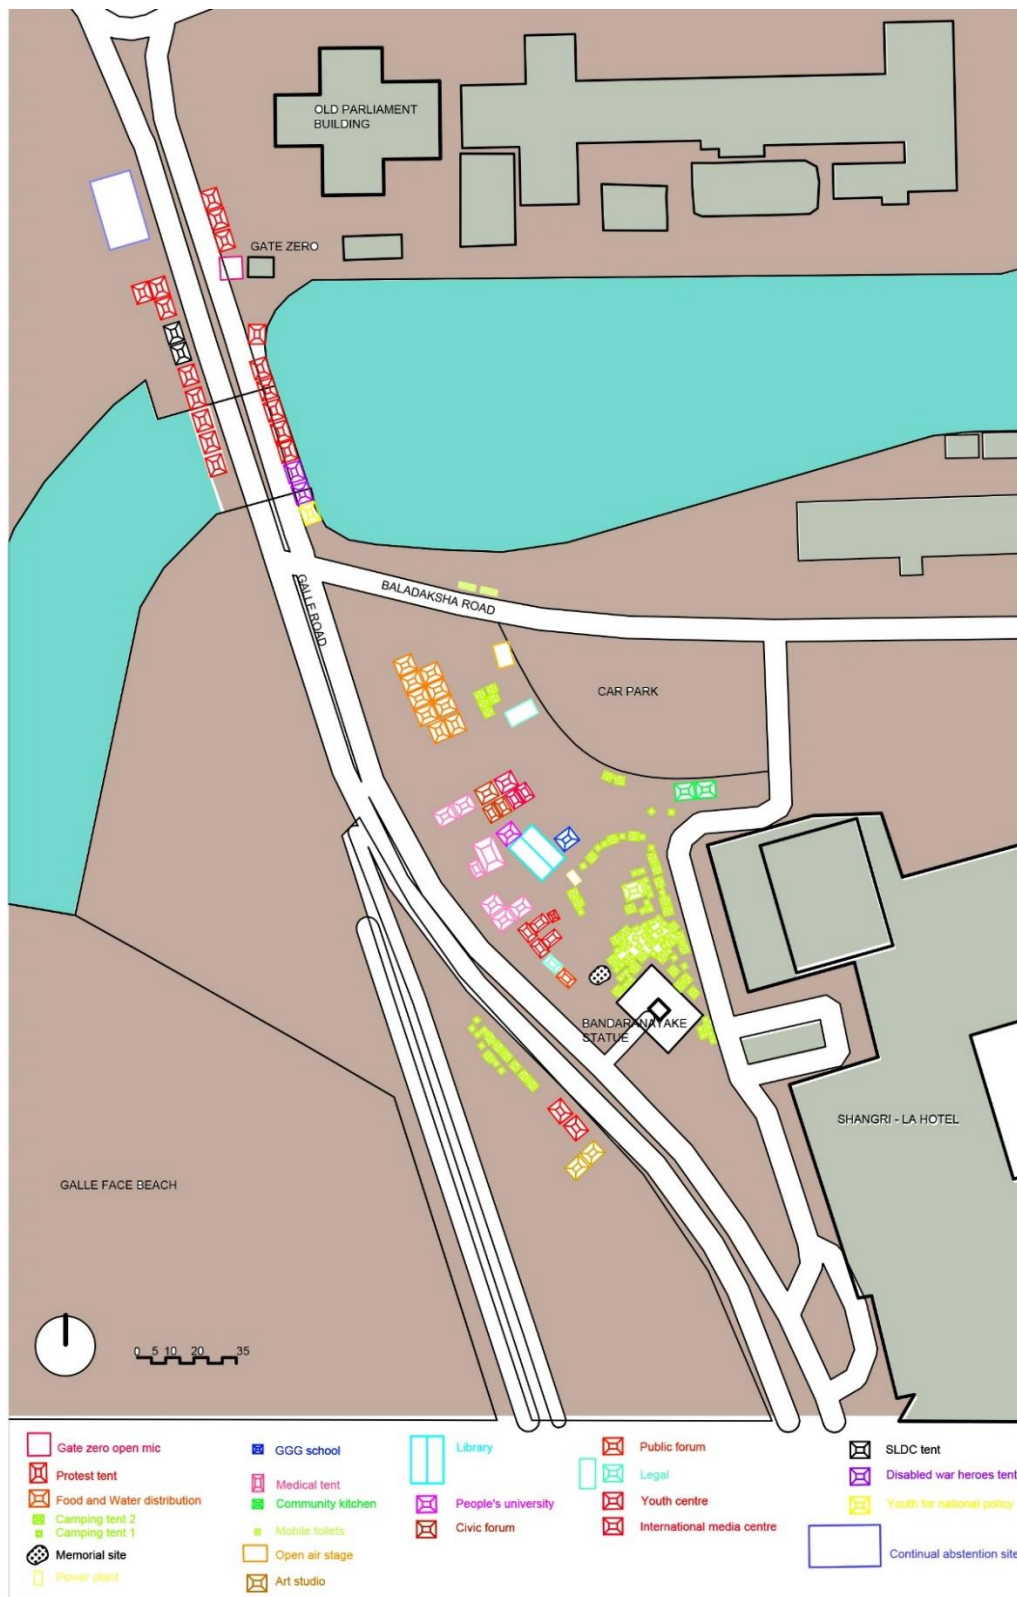 OLD PARLIAMENT
BUILDING
GATE ZERO
GALLE ROAD
BALADAKSHA ROAD
CAR PARK
BANDARANAYAKE
STATUE
SHANGRI - LA HOTEL
GALLE FACE BEACH
0 5 10 20 35
Gate zero open mic
Protest tent
Food and Water distribution
Camping tent 2
Camping tent 1
Memorial site
Power plant
GGG school
Medical tent
Community kitchen
Mobile toilets
Open air stage
Art studio
Library
People's university
Civic forum
Public forum
Legal
Youth centre
International media centre
SLDC tent
Disabled war heroes tent
Youth for national policy
Continual abstention site